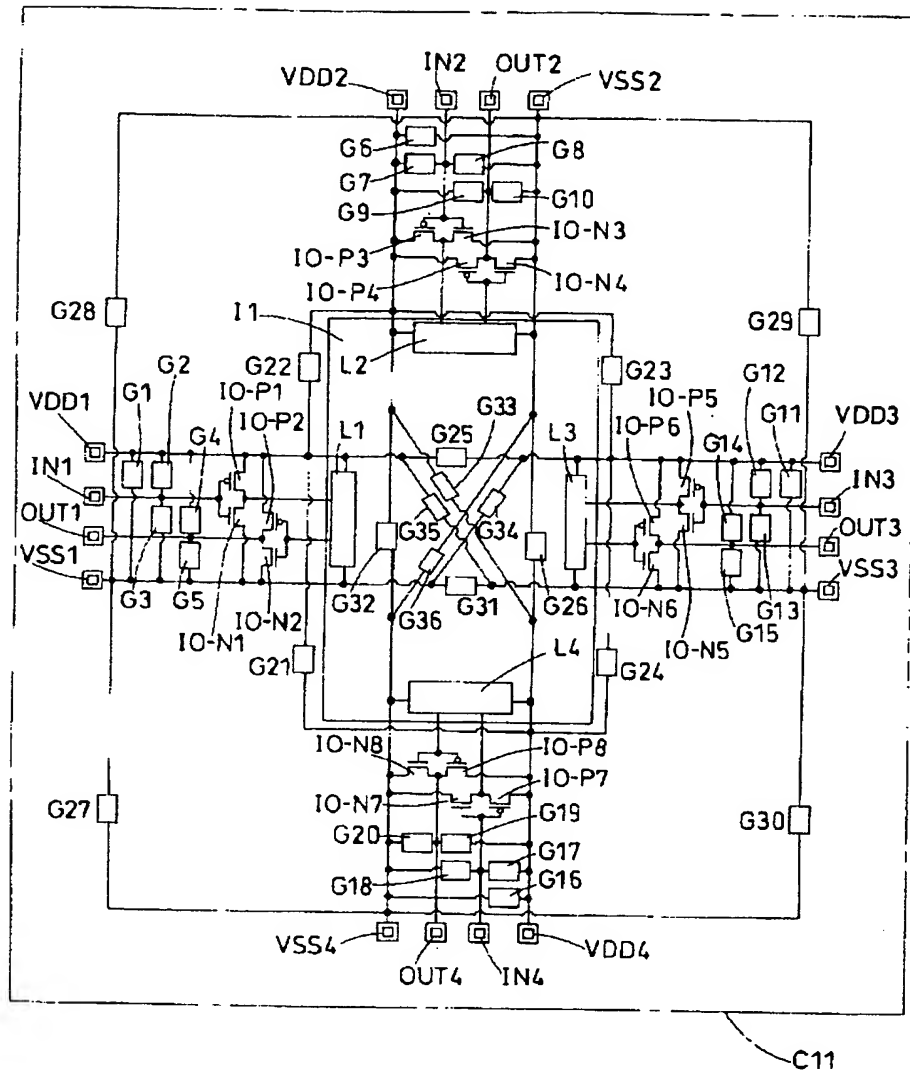 IN2 OUT2
VDD2 VSS2
G6 G8
G7
G9 G10
IO-P3 IO-N3
IO-P4 IO-N4
G28 I1 G29
L2
G22 G23
G1 G2 IO-P1 G33 IO-P5 G12
VDD1 G4 IO-P2 L1 G25 L3 IO-P6 G14 G11 VDD3
IN1 IN3
OUT1 G35 G34 OUT3
VSS1 G32 G36 G31 G26 VSS3
G3 G5 IO-N2 IO-N6 G13
IO-N1 IO-N5 G15
G21 L4 G24
IO-N8 IO-P8
IO-P7
G27 IO-N7 G30
G20 G19
G18 G17
G16
VSS4 VDD4
OUT4 IN4
C11